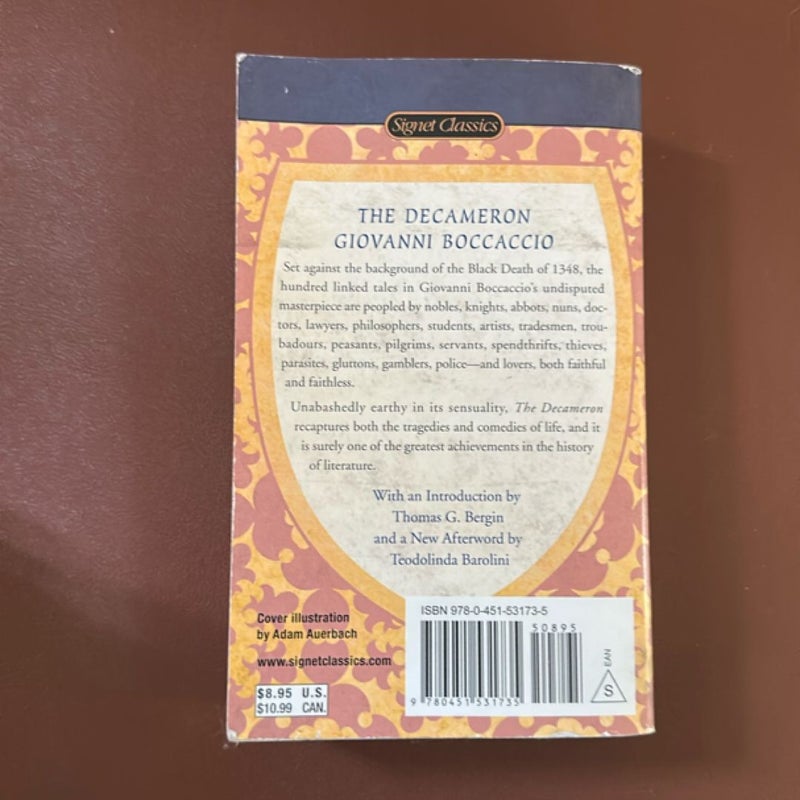 Signet Classics
THE DECAMERON
GIOVANNI BOCCACCIO
Set against the background of the Black Death of 1348, the
hundred linked tales in Giovanni Boccaccio's undisputed
masterpiece are peopled by nobles, knights, abbots, nuns, doc-
tors, lawyers, philosophers, students, artists, tradesmen, trou-
badours, peasants, pilgrims, servants, spendthrifts, thieves,
parasites, gluttons, gamblers, police—and lovers, both faithful
and faithless.
Unabashedly earthy in its sensuality, The Decameron
recaptures both the tragedies and comedies of life, and it
is surely one of the greatest achievements in the history
of literature.
With an Introduction by
Thomas G. Bergin
and a New Afterword by
Teodolinda Barolini
Cover illustration
by Adam Auerbach
www.signetclassics.com
$8.95 U.S.
$10.99 CAN.
ISBN 978-0-451-53173-5
50895
9 780451 531735
EAN
S